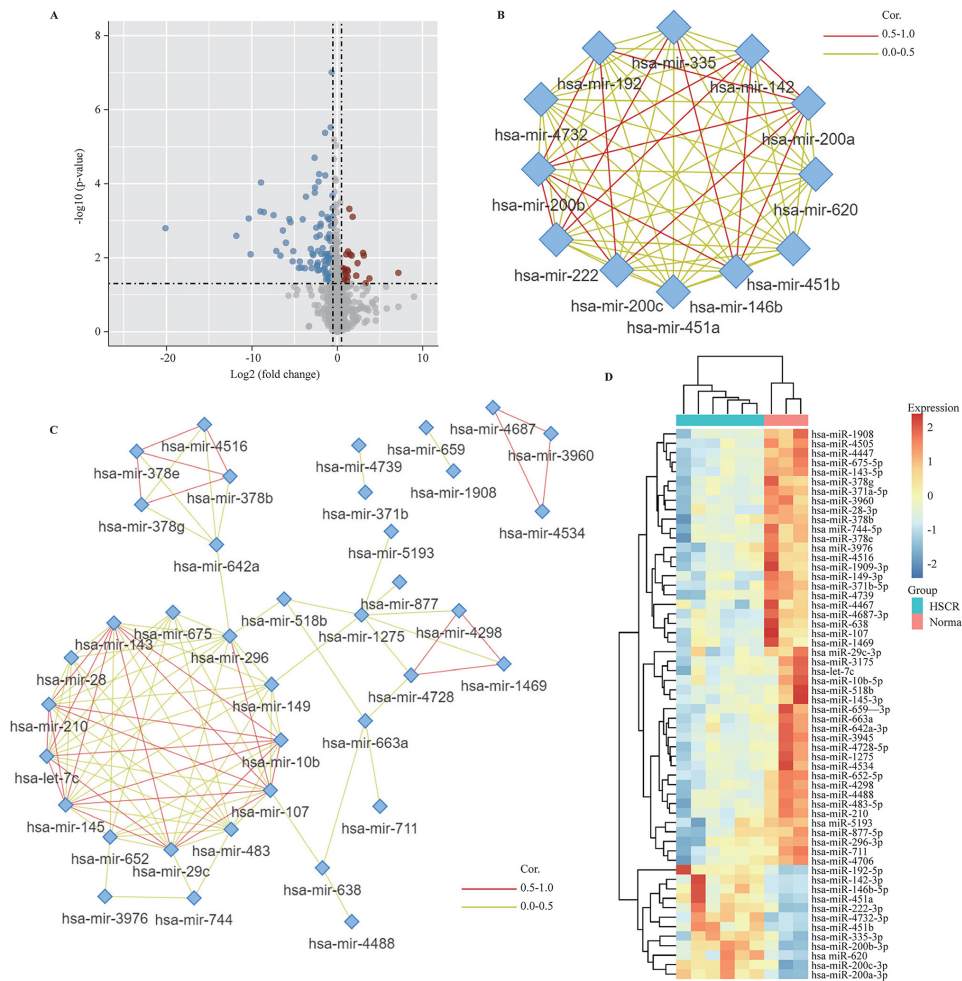 A
8
6
4
2
0
-log10 (p-value)
-20
-10
0
10
Log2 (fold change)
B
Cor.
0.5-1.0
0.0-0.5
hsa-mir-335
hsa-mir-192
hsa-mir-142
hsa-mir-4732
hsa-mir-200a
hsa-mir-200b
hsa-mir-620
hsa-mir-222
hsa-mir-451b
hsa-mir-200c
hsa-mir-146b
hsa-mir-451a
C
hsa-mir-4516
hsa-mir-378e
hsa-mir-378b
hsa-mir-378g
hsa-mir-642a
hsa-mir-4739
hsa-mir-371b
hsa-mir-659
hsa-mir-1908
hsa-mir-4687
hsa-mir-3960
hsa-mir-4534
hsa-mir-5193
hsa-mir-877
hsa-mir-518b
hsa-mir-1275
hsa-mir-4298
hsa-mir-1469
hsa-mir-4728
hsa-mir-675
hsa-mir-143
hsa-mir-296
hsa-mir-28
hsa-mir-149
hsa-mir-210
hsa-mir-663a
hsa-mir-10b
hsa-let-7c
hsa-mir-107
hsa-mir-711
hsa-mir-145
hsa-mir-483
hsa-mir-652
hsa-mir-29c
hsa-mir-638
hsa-mir-3976
hsa-mir-744
hsa-mir-4488
Cor.
0.5-1.0
0.0-0.5
D
hsa-miR-1908
hsa-miR-4505
hsa-miR-4447
hsa-miR-675-5p
hsa-miR-143-5p
hsa-miR-378g
hsa-miR-371a-5p
hsa-miR-3960
hsa-miR-28-3p
hsa-miR-378b
hsa miR-744-5p
hsa-miR-378e
hsa miR-3976
hsa-miR-4516
hsa-miR-1909-3p
hsa-miR-149-3p
hsa-miR-371b-5p
hsa-miR-4739
hsa-miR-4467
hsa-miR-4687-3p
hsa-miR-638
hsa-miR-107
hsa-miR-1469
hsa miR-29c-3p
hsa-miR-3175
hsa-let-7c
hsa-miR-10b-5p
hsa-miR-518b
hsa-miR-145-3p
hsa-miR-659—3p
hsa-miR-663a
hsa-miR-642a-3p
hsa-miR-3945
hsa-miR-4728-5p
hsa-miR-1275
hsa-miR-4534
hsa-miR-652-5p
hsa-miR-4298
hsa-miR-4488
hsa-miR-483-5p
hsa-miR-210
hsa-miR-5193
hsa-miR-877-5p
hsa-miR-296-3p
hsa-miR-711
hsa-miR-4706
hsa-miR-192-5p
hsa-miR-142-3p
hsa-miR-146b-5p
hsa-miR-451a
hsa-miR-222-3p
hsa-miR-4732-3p
hsa-miR-451b
hsa-miR-335-3p
hsa-miR-200b-3p
hsa miR-620
hsa-miR-200c-3p
hsa-miR-200a-3p
Expression
2
1
0
-1
-2
Group
HSCR
Norma